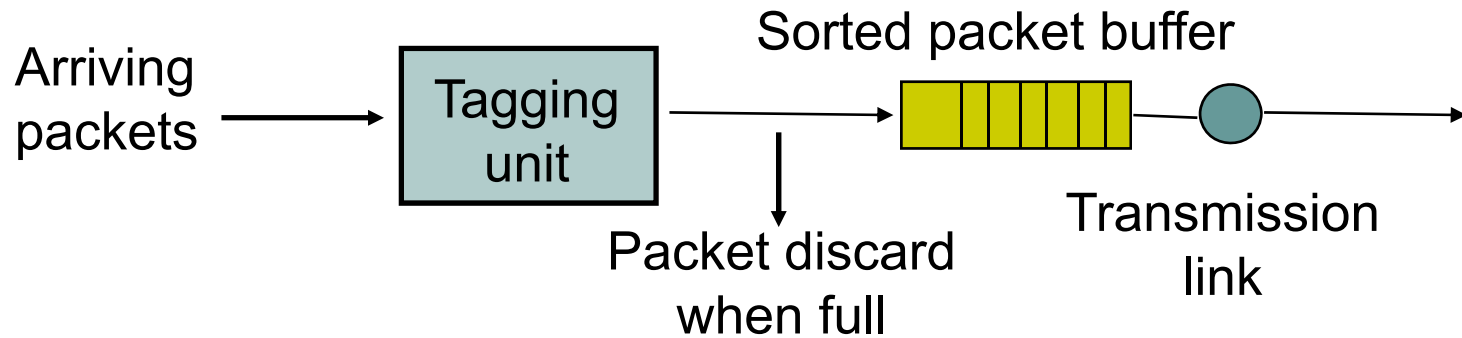 Arriving
packets
Tagging
unit
Sorted packet buffer
Packet discard
when full
Transmission
link